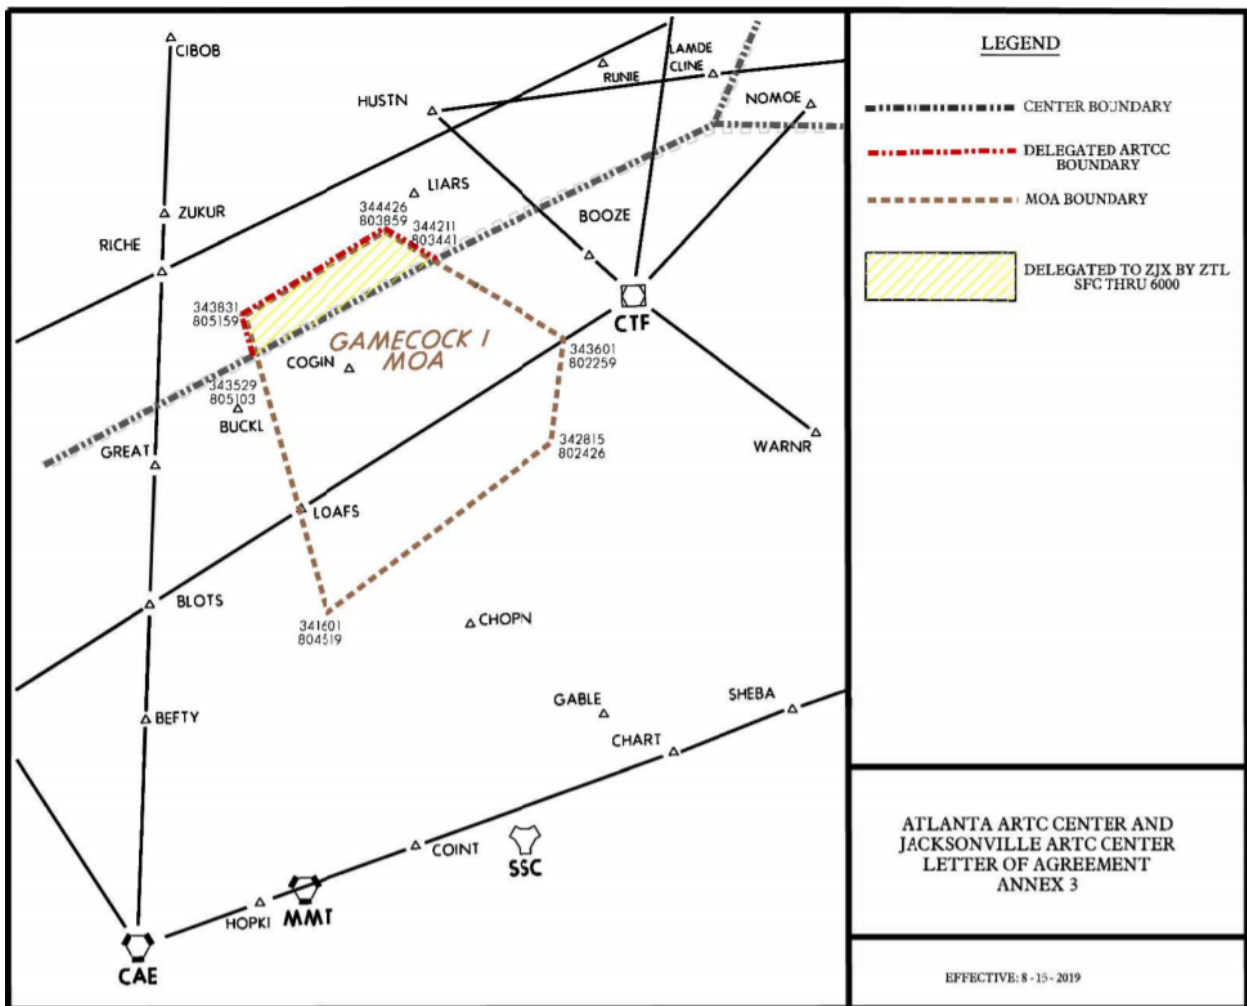 CIBOB
LAMDE
CLINE
RUNIE
HUSTN
NOMOE
LIARS
ZUKUR
344426
803859
344211
803441
BOOZE
RICHE
343831
805159
CTF
GAMECOCK I
MOA
COGIN
343601
802259
343529
805103
BUCKL
GREAT
342815
802426
WARNR
LOAFS
BLOTS
341601
804519
CHOPN
GABLE
SHEBA
BEFTY
CHART
COINT
SSC
HOPKI
MMT
CAE
LEGEND
CENTER BOUNDARY
DELEGATED ARTCC
BOUNDARY
MOA BOUNDARY
DELEGATED TO ZJX BY ZTL
SFC THRU 6000
ATLANTA ARTC CENTER AND
JACKSONVILLE ARTC CENTER
LETTER OF AGREEMENT
ANNEX 3
EFFECTIVE: 8 - 15 - 2019